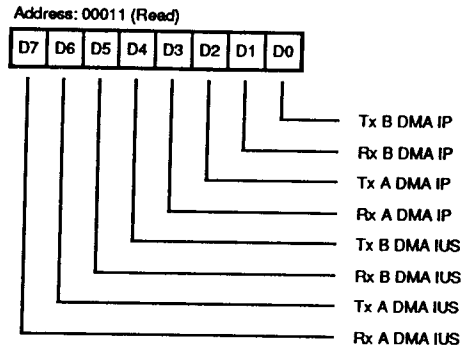 Address: 00011 (Read)
D7 D6 D5 D4 D3 D2 D1 D0
Tx B DMA IP
Rx B DMA IP
Tx A DMA IP
Rx A DMA IP
Tx B DMA IUS
Rx B DMA IUS
Tx A DMA IUS
Rx A DMA IUS